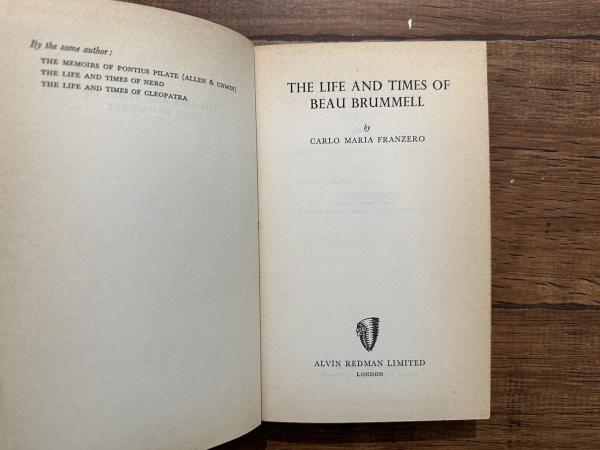 By the same author:
THE MEMOIRS OF PONTIUS PILATE (ALLEN & UNWIN)
THE LIFE AND TIMES OF NERO
THE LIFE AND TIMES OF CLEOPATRA
THE LIFE AND TIMES OF
BEAU BRUMMELL
by
CARLO MARIA FRANZERO
ALVIN REDMAN LIMITED
LONDON